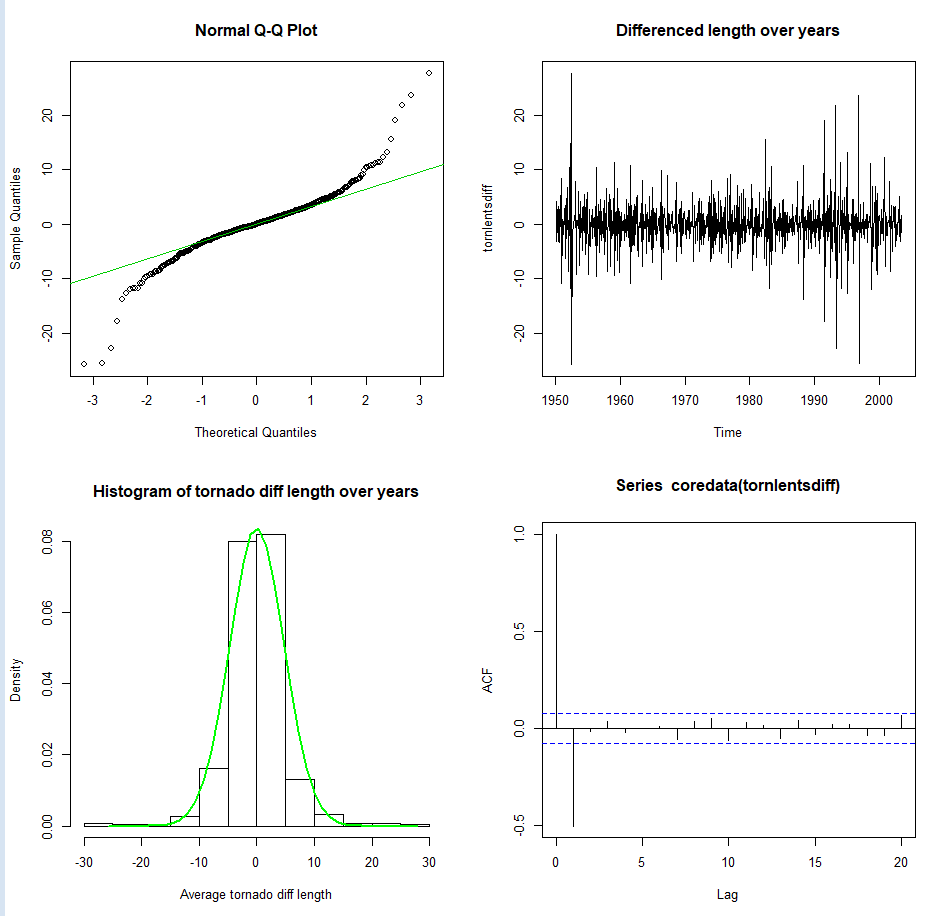 Normal Q-Q Plot
Sample Quantiles
20
10
0
-10
-20
-3 -2 -1 0 1 2 3
Theoretical Quantiles
Differenced length over years
tornlentsdiff
20
10
0
-10
-20
1950 1960 1970 1980 1990 2000
Time
Histogram of tornado diff length over years
Density
0.08
0.06
0.04
0.02
0.00
-30 -20 -10 0 10 20 30
Average tornado diff length
Series coredata(tornlentsdiff)
ACF
1.0
0.5
0.0
-0.5
0 5 10 15 20
Lag